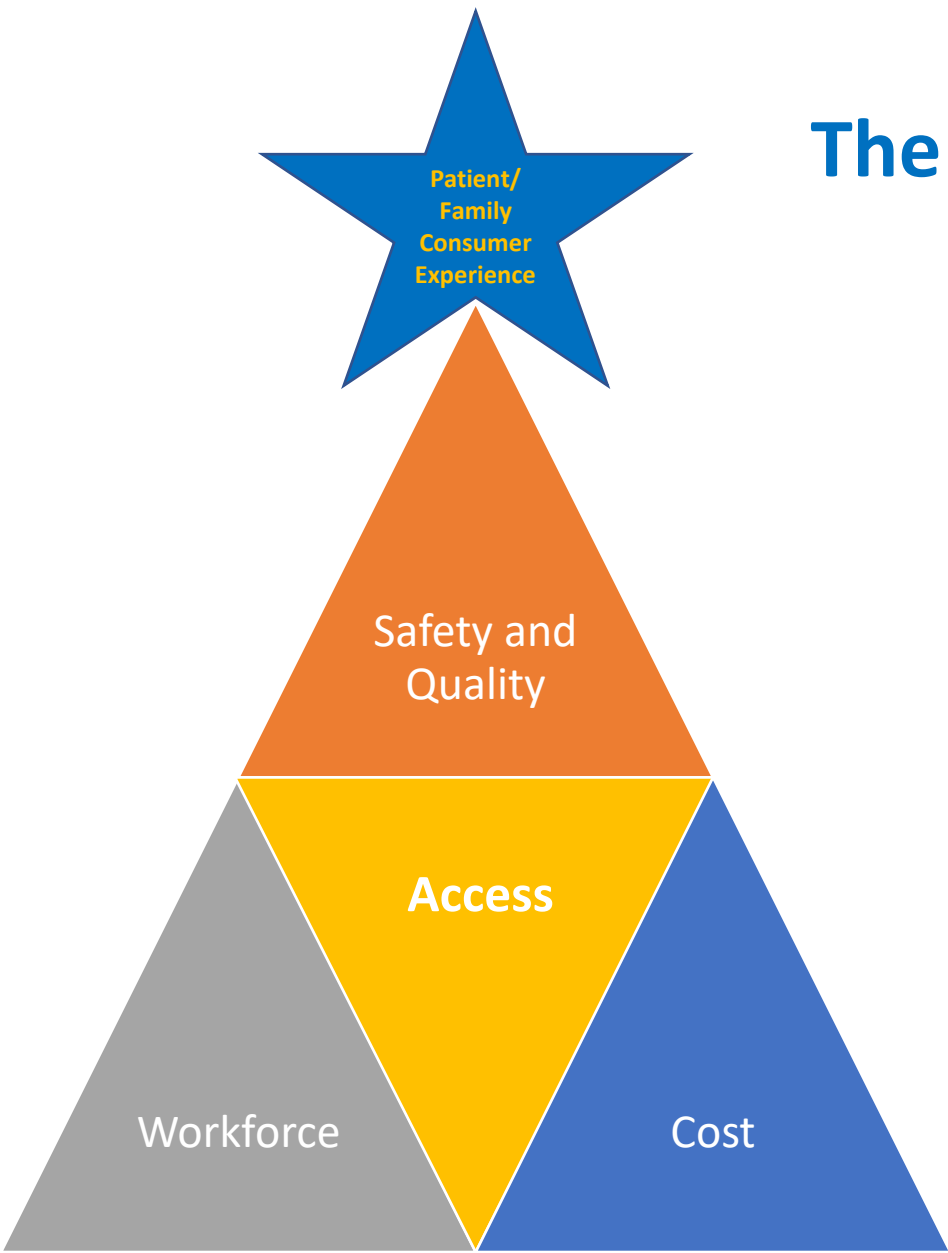 The
Patient/
Family
Consumer
Experience
Safety and
Quality
Access
Workforce
Cost